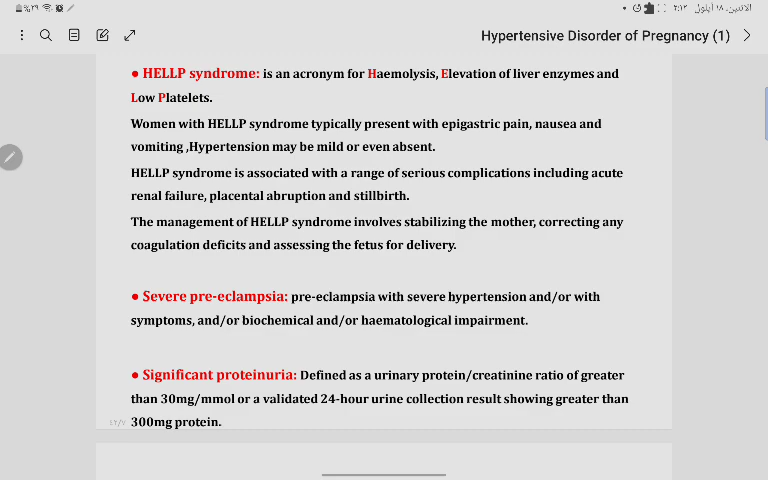 الاثنين، ١٨ أيلول ٢:١٢
%٢٩
Hypertensive Disorder of Pregnancy (1)
● HELLP syndrome: is an acronym for Haemolysis, Elevation of liver enzymes and
Low Platelets.
Women with HELLP syndrome typically present with epigastric pain, nausea and
vomiting ,Hypertension may be mild or even absent.
HELLP syndrome is associated with a range of serious complications including acute
renal failure, placental abruption and stillbirth.
The management of HELLP syndrome involves stabilizing the mother, correcting any
coagulation deficits and assessing the fetus for delivery.
● Severe pre-eclampsia: pre-eclampsia with severe hypertension and/or with
symptoms, and/or biochemical and/or haematological impairment.
● Significant proteinuria: Defined as a urinary protein/creatinine ratio of greater
than 30mg/mmol or a validated 24-hour urine collection result showing greater than
300mg protein.